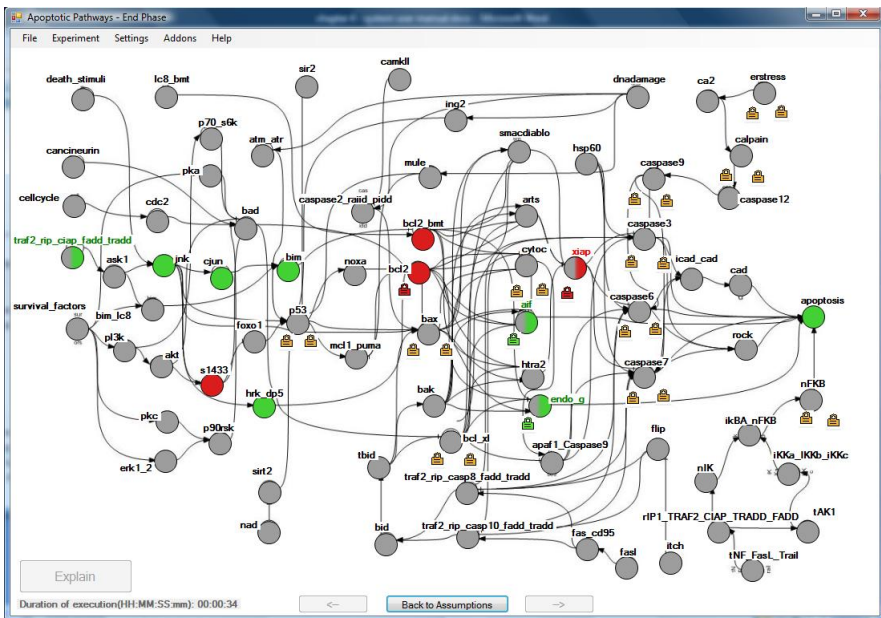 Apoptotic Pathways - End Phase
File Experiment Settings Addons Help
death_stimuli
lc8_bmt
sir2
camkII
dnadamage
ca2
erstress
ing2
p70_s6k
atm_atr
smacdiablo
hsp60
calpain
cancineurin
pka
mule
caspase9
caspase2_raiid_pidd
caspase12
cellcycle
cdc2
bad
arts
caspase3
bcl2_bmt
traf2_rip_ciap_fadd_tradd
ask1
jnk
cjun
bim
noxa
bcl2
cytoc
xiap
icad_cad
cad
survival_factors
bim_lc8
p53
bax
aif
caspase6
apoptosis
foxo1
pI3k
akt
mcl1_puma
rock
s1433
htra2
caspase7
hrk_dp5
bak
endo_g
nFKB
pkc
p90rsk
bcl_xl
apaf1_Caspase9
flip
ikBA_nFKB
erk1_2
tbid
iKKa_IKKb_iKKc
sirt2
traf2_rip_casp8_fadd_tradd
nIK
nad
bid
traf2_rip_casp10_fadd_tradd
rIP1_TRAF2_CIAP_TRADD_FADD
tAK1
fas_cd95
fasl
itch
tNF_FasL_Trail
Explain
Duration of execution(HH:MM:SS:mm): 00:00:34
<--
Back to Assumptions
-->